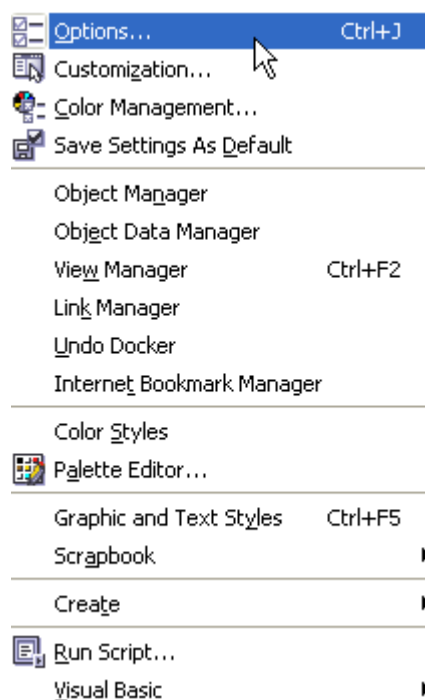 Options... Ctrl+J
Customization...
Color Management...
Save Settings As Default
Object Manager
Object Data Manager
View Manager Ctrl+F2
Link Manager
Undo Docker
Internet Bookmark Manager
Color Styles
Palette Editor...
Graphic and Text Styles Ctrl+F5
Scrapbook
Create
Run Script...
Visual Basic